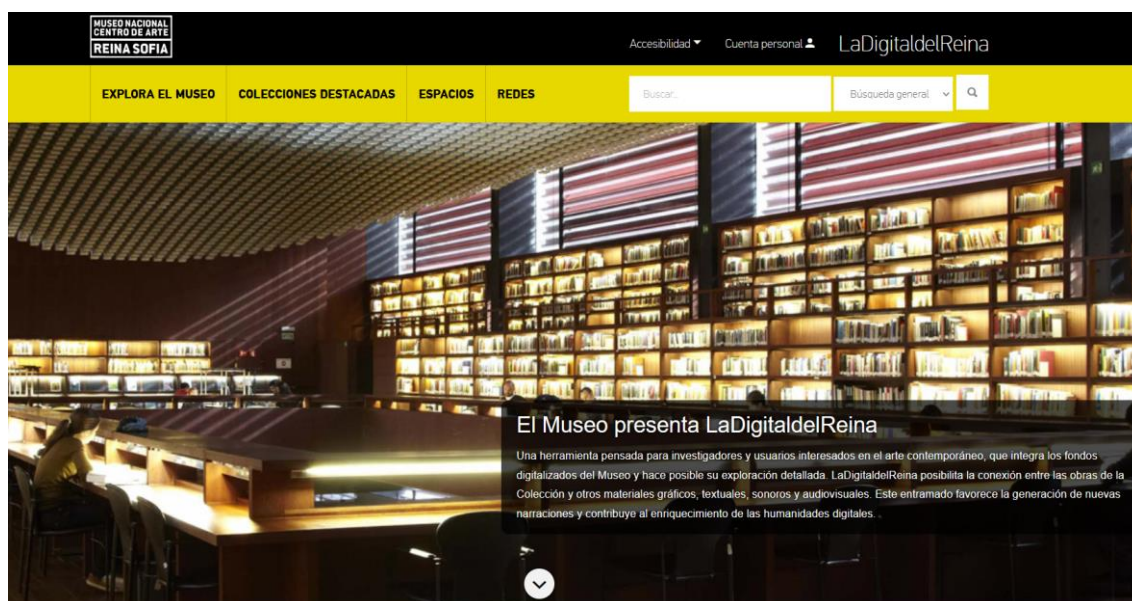 MUSEO NACIONAL
CENTRO DE ARTE
REINA SOFIA
Accesibilidad
Cuenta personal
LaDigitaldelReina
EXPLORA EL MUSEO
COLECCIONES DESTACADAS
ESPACIOS
REDES
Buscar...
Búsqueda general
El Museo presenta LaDigitaldelReina
Una herramienta pensada para investigadores y usuarios interesados en el arte contemporáneo, que integra los fondos
digitalizados del Museo y hace posible su exploración detallada. LaDigitaldelReina posibilita la conexión entre las obras de la
Colección y otros materiales gráficos, textuales, sonoros y audiovisuales. Este entramado favorece la generación de nuevas
narraciones y contribuye al enriquecimiento de las humanidades digitales. .